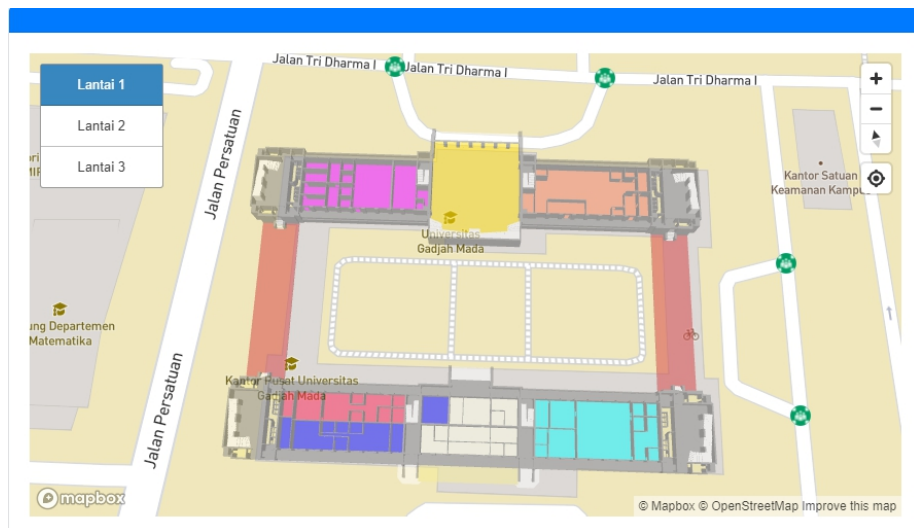 Lantai 1
Lantai 2
Lantai 3
Jalan Tri Dharma I
Jalan Tri Dharma I
Jalan Tri Dharma I
Jalan Persatuan
Kantor Satuan
Keamanan
Universitas
Gadjah Mada
Departemen
Matematika
Kantor Pusat Universitas
Gadjah Mada
Jalan Persatuan
mapbox
© Mapbox © OpenStreetMap Improve this map